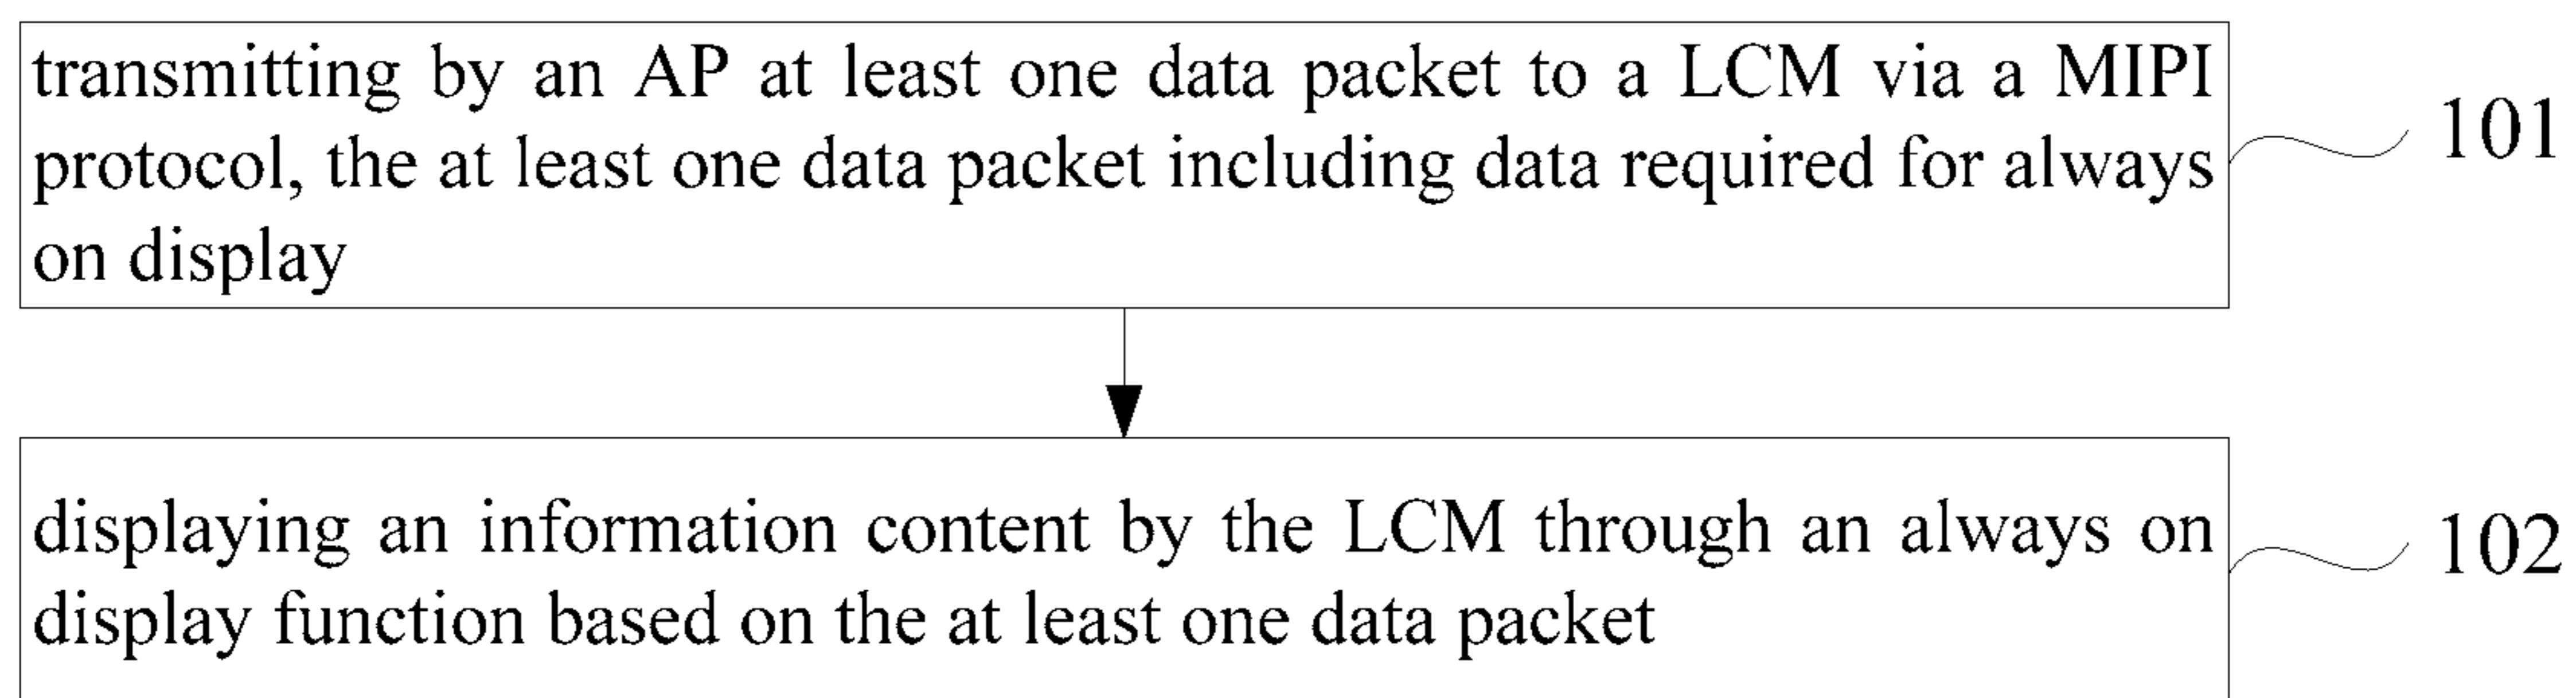 transmitting by an AP at least one data packet to a LCM via a MIPI
protocol, the at least one data packet including data required for always
on display
101
displaying an information content by the LCM through an always on
display function based on the at least one data packet
102